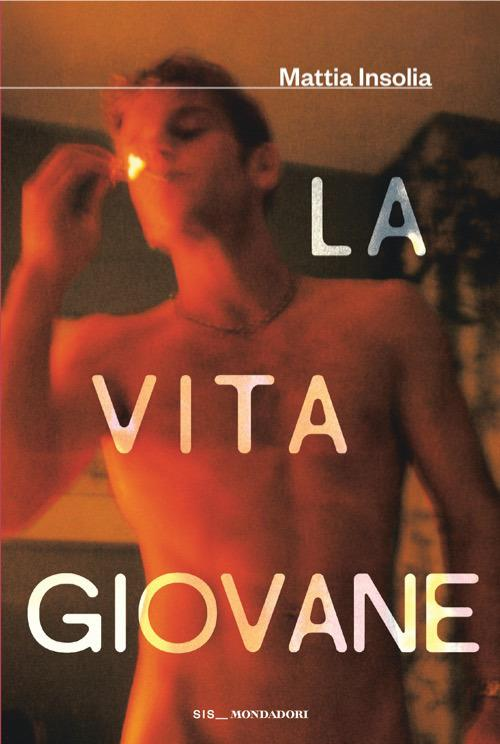 Mattia Insolia
LA
VITA
GIOVANE
SIS_ MONDADORI